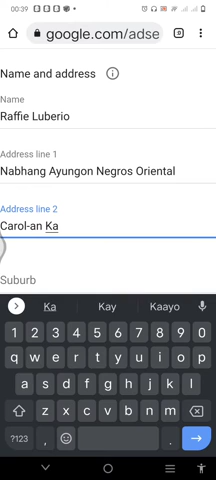 00:39
google.com/adse
Name and address
Name
Raffie Luberio
Address line 1
Nabhang Ayungon Negros Oriental
Address line 2
Carol-an Ka
Suburb
Ka Kay Kaayo
1 2 3 4 5 6 7 8 9 0
q w e r t y u i o p
a s d f g h j k l
z x c v b n m
?123 , .